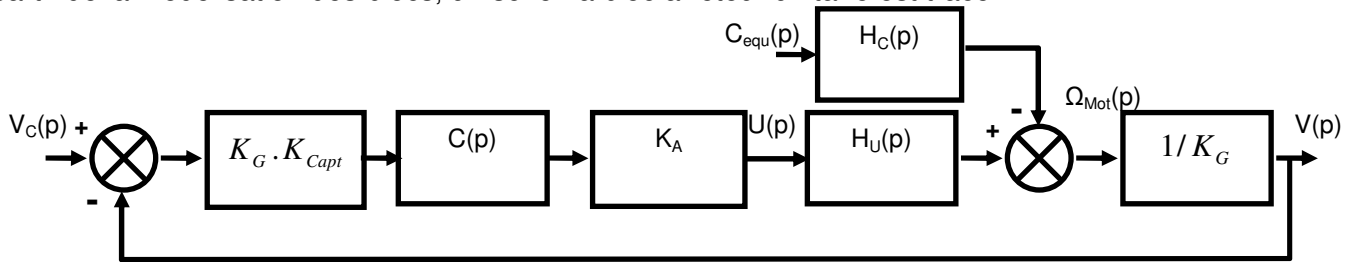 C_equ(p)
H_C(p)
-
Ω_Mot(p)
V_C(p) +
K_G . K_Capt
C(p)
K_A
U(p)
H_U(p)
+
1/ K_G
V(p)
-